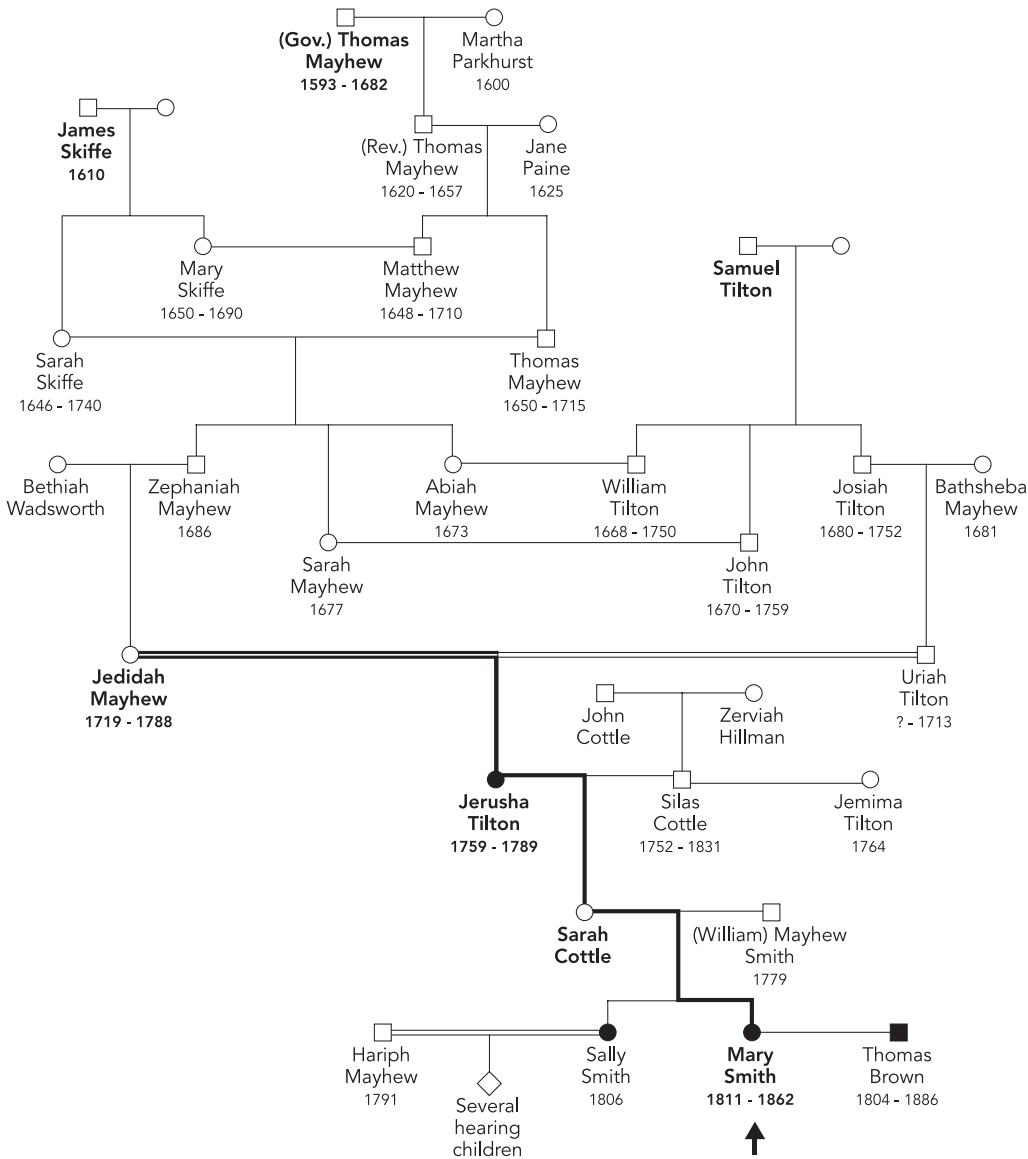 (Gov.) Thomas
Mayhew
1593 - 1682
Martha
Parkhurst
1600
James
Skiffe
1610
(Rev.) Thomas
Mayhew
1620 - 1657
Jane
Paine
1625
Mary
Skiffe
1650 - 1690
Matthew
Mayhew
1648 - 1710
Samuel
Tilton
Sarah
Skiffe
1646 - 1740
Thomas
Mayhew
1650 - 1715
Bethiah
Wadsworth
Zephaniah
Mayhew
1686
Abiah
Mayhew
1673
William
Tilton
1668 - 1750
Josiah
Tilton
1680 - 1752
Bathsheba
Mayhew
1681
Sarah
Mayhew
1677
John
Tilton
1670 - 1759
Jedidah
Mayhew
1719 - 1788
Uriah
Tilton
? - 1713
John
Cottle
Zerviah
Hillman
Jerusha
Tilton
1759 - 1789
Silas
Cottle
1752 - 1831
Jemima
Tilton
1764
Sarah
Cottle
(William) Mayhew
Smith
1779
Hariph
Mayhew
1791
Several
hearing
children
Sally
Smith
1806
Mary
Smith
1811 - 1862
Thomas
Brown
1804 - 1886